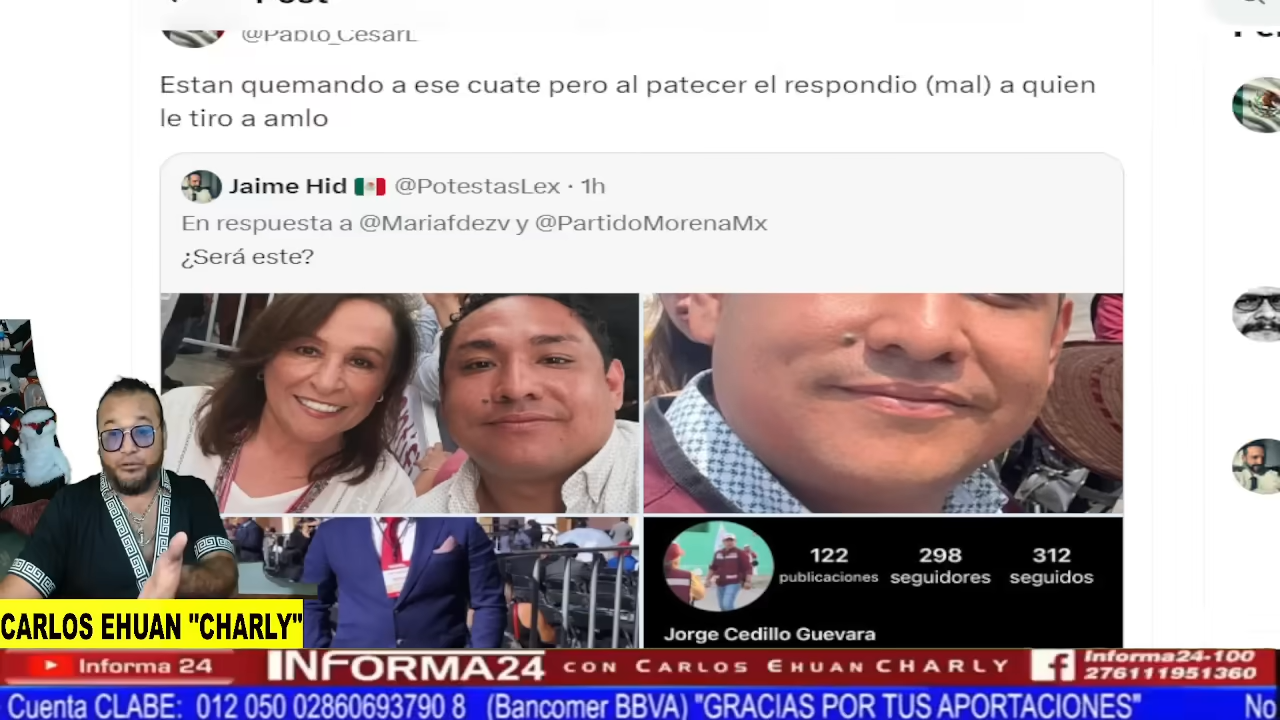 Post
@Pablo_CesarL
Estan quemando a ese cuate pero al patecer el respondio (mal) a quien
le tiro a amlo
Jaime Hid @PotestasLex · 1h
En respuesta a @Mariafdezv y @PartidoMorenaMx
¿Será este?
122
publicaciones
298
seguidores
312
seguidos
Jorge Cedillo Guevara
CARLOS EHUAN "CHARLY"
Informa 24
INFORMA24 CON CARLOS EHUAN CHARLY
Informa24-100
276111951360
Cuenta CLABE: 012 050 02860693790 8 (Bancomer BBVA) "GRACIAS POR TUS APORTACIONES"
No